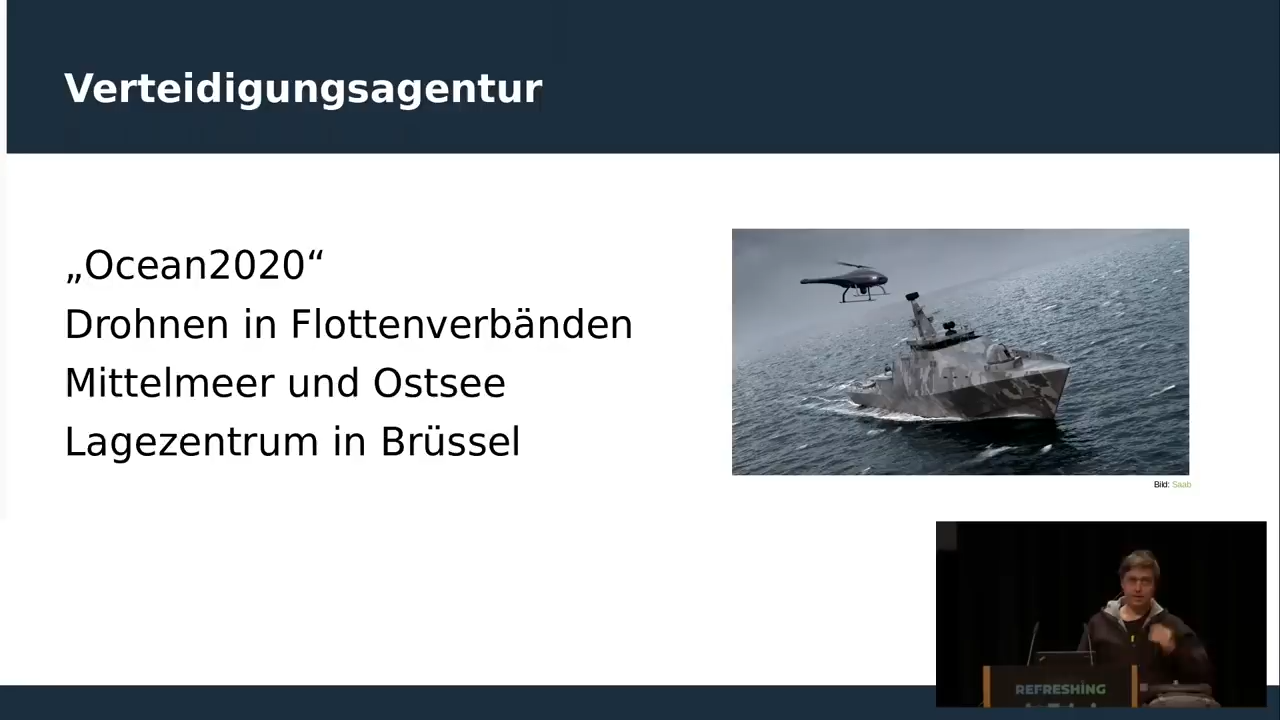 Verteidigungsagentur
„Ocean2020“
Drohnen in Flottenverbänden
Mittelmeer und Ostsee
Lagezentrum in Brüssel
Bild: Saab
REFRESHING